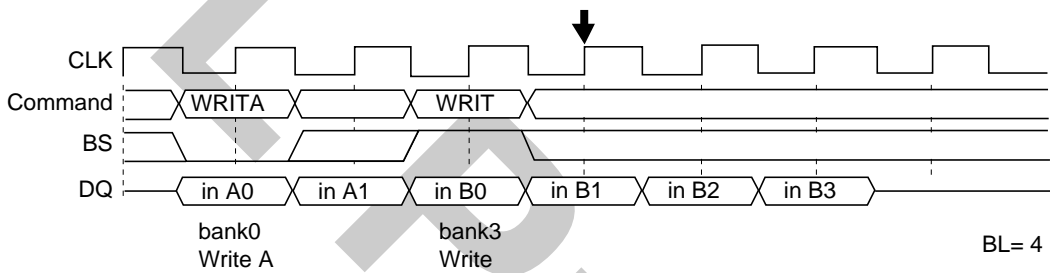 CLK
Command WRITA WRIT
BS
DQ in A0 in A1 in B0 in B1 in B2 in B3
bank0 bank3
Write A Write
BL= 4